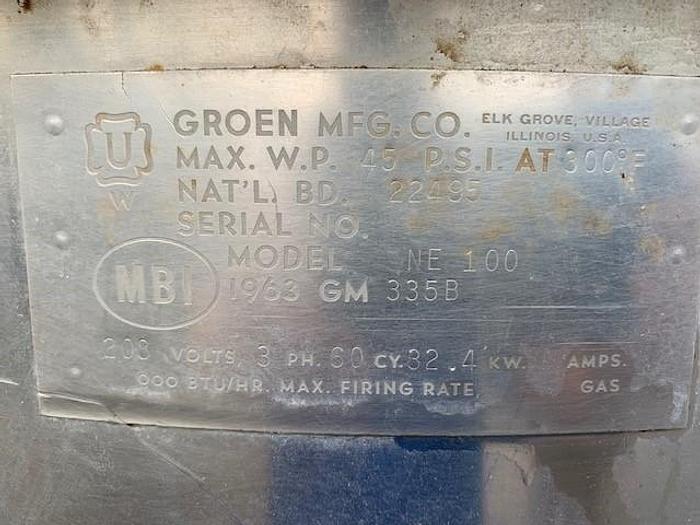 U
W
GROEN MFG. CO. ELK GROVE, VILLAGE
ILLINOIS, U.S.A
MAX. W.P. 45 P.S.I. AT 300°F
NAT'L. BD. 22495
SERIAL NO.
MODEL NE 100
MBI
1963 GM 335B
208 VOLTS, 3 PH. 60 CY. 32.4 KW. AMPS.
000 BTU/HR. MAX. FIRING RATE GAS